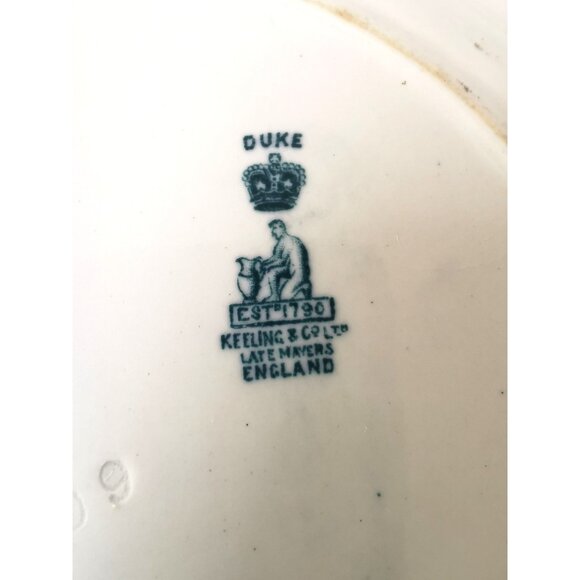 DUKE
ESTD 1790
KEELING & CO LTD
LATE MAYERS
ENGLAND